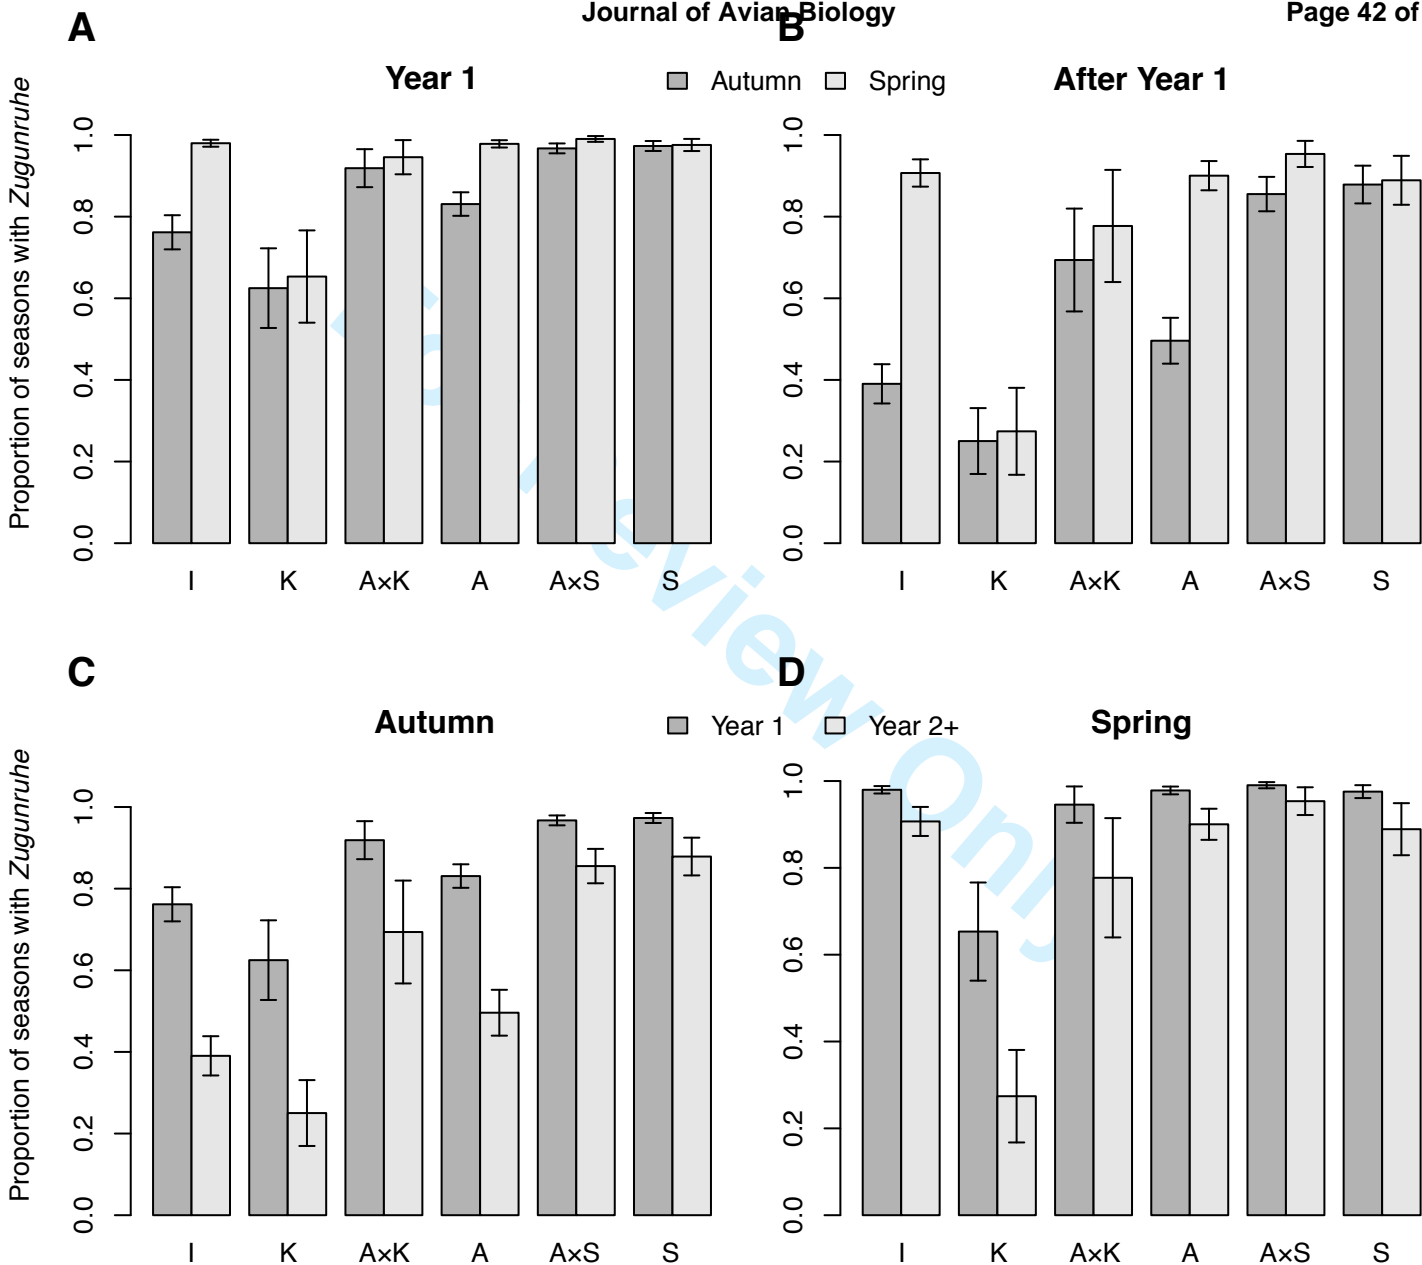 Journal of Avian Biology
Page 42 of
A
B
Year 1
Autumn
Spring
After Year 1
Proportion of seasons with Zugunruhe
0.0 0.2 0.4 0.6 0.8 1.0
0.0 0.2 0.4 0.6 0.8 1.0
I K A×K A A×S S
I K A×K A A×S S
For Review Only
C
D
Autumn
Year 1
Year 2+
Spring
Proportion of seasons with Zugunruhe
0.0 0.2 0.4 0.6 0.8 1.0
0.0 0.2 0.4 0.6 0.8 1.0
I K A×K A A×S S
I K A×K A A×S S